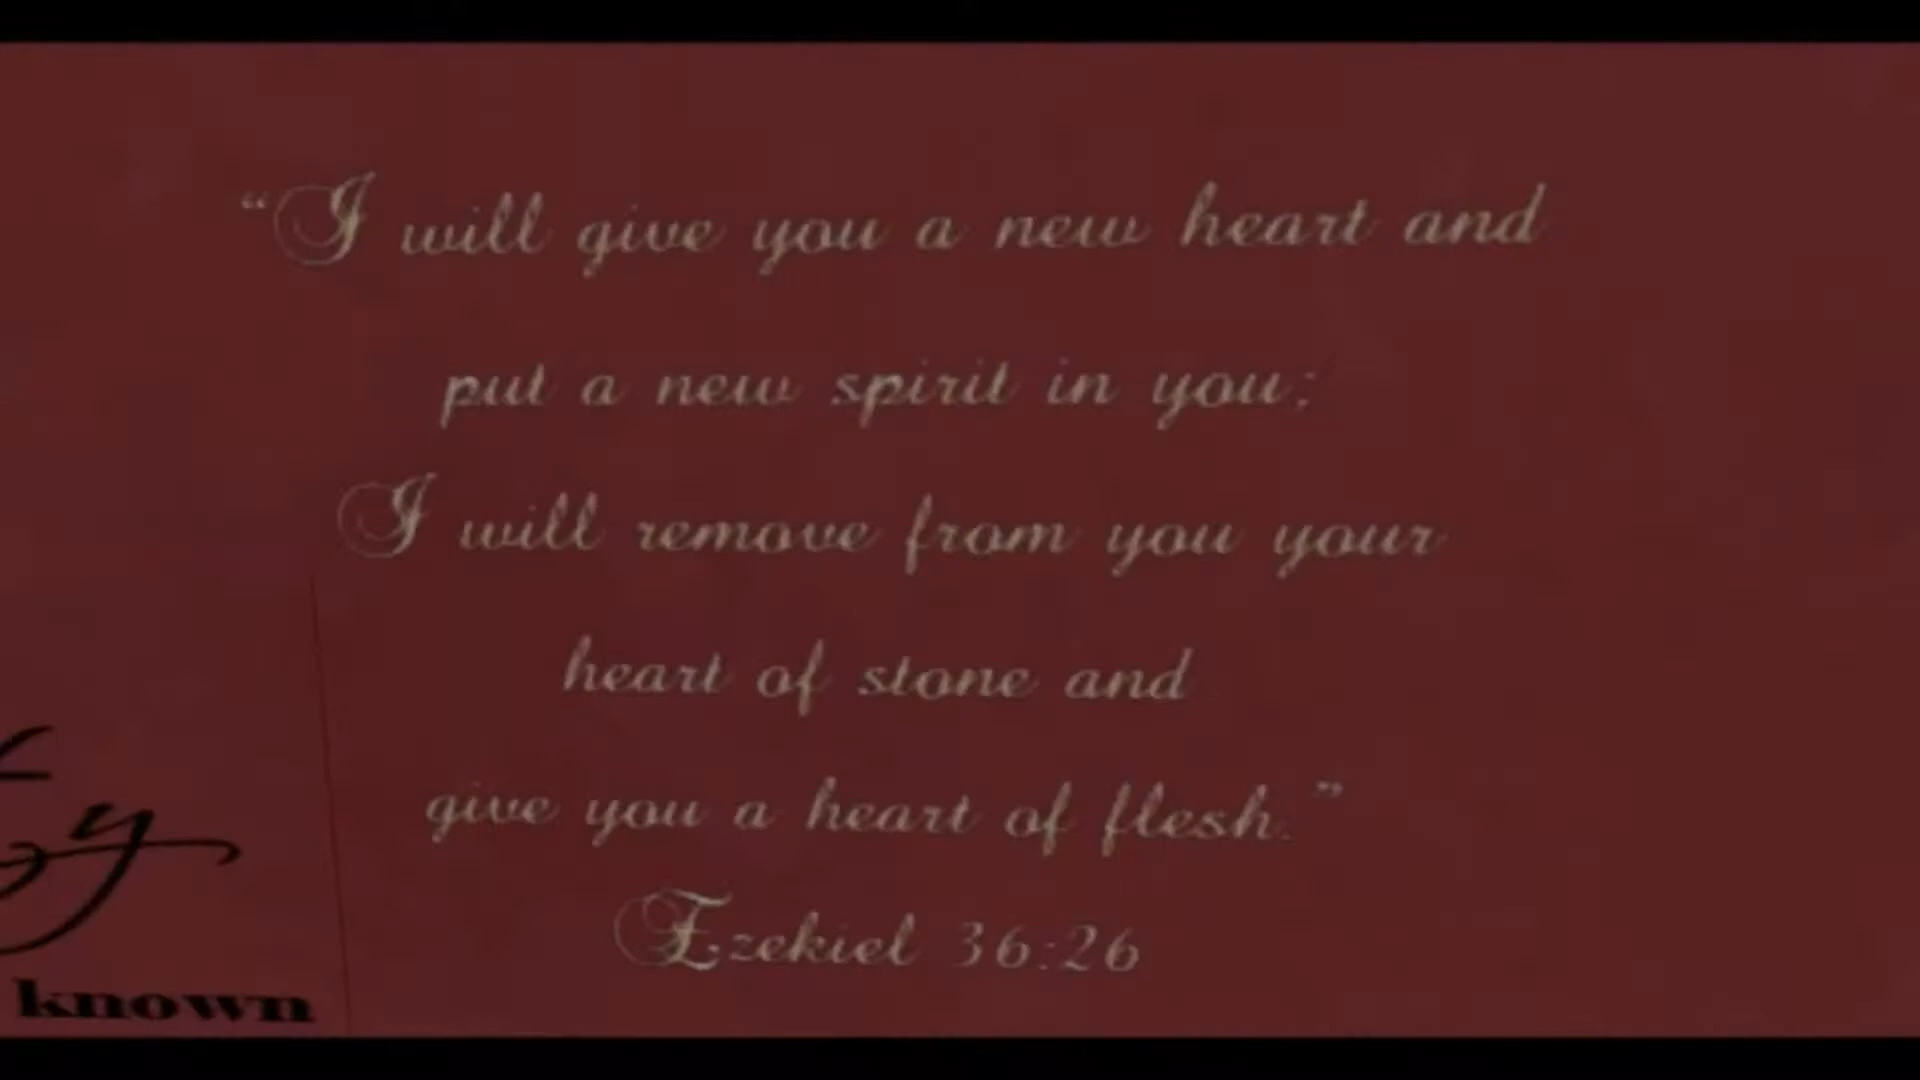 “I will give you a new heart and
put a new spirit in you;
I will remove from you your
heart of stone and
give you a heart of flesh.”
Ezekiel 36:26
y
known